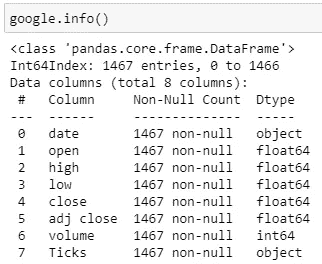 google.info()
<class 'pandas.core.frame.DataFrame'>
Int64Index: 1467 entries, 0 to 1466
Data columns (total 8 columns):
 #   Column     Non-Null Count  Dtype
---  ------     --------------  -----
 0   date       1467 non-null   object
 1   open       1467 non-null   float64
 2   high       1467 non-null   float64
 3   low        1467 non-null   float64
 4   close      1467 non-null   float64
 5   adj close  1467 non-null   float64
 6   volume     1467 non-null   int64
 7   Ticks      1467 non-null   object